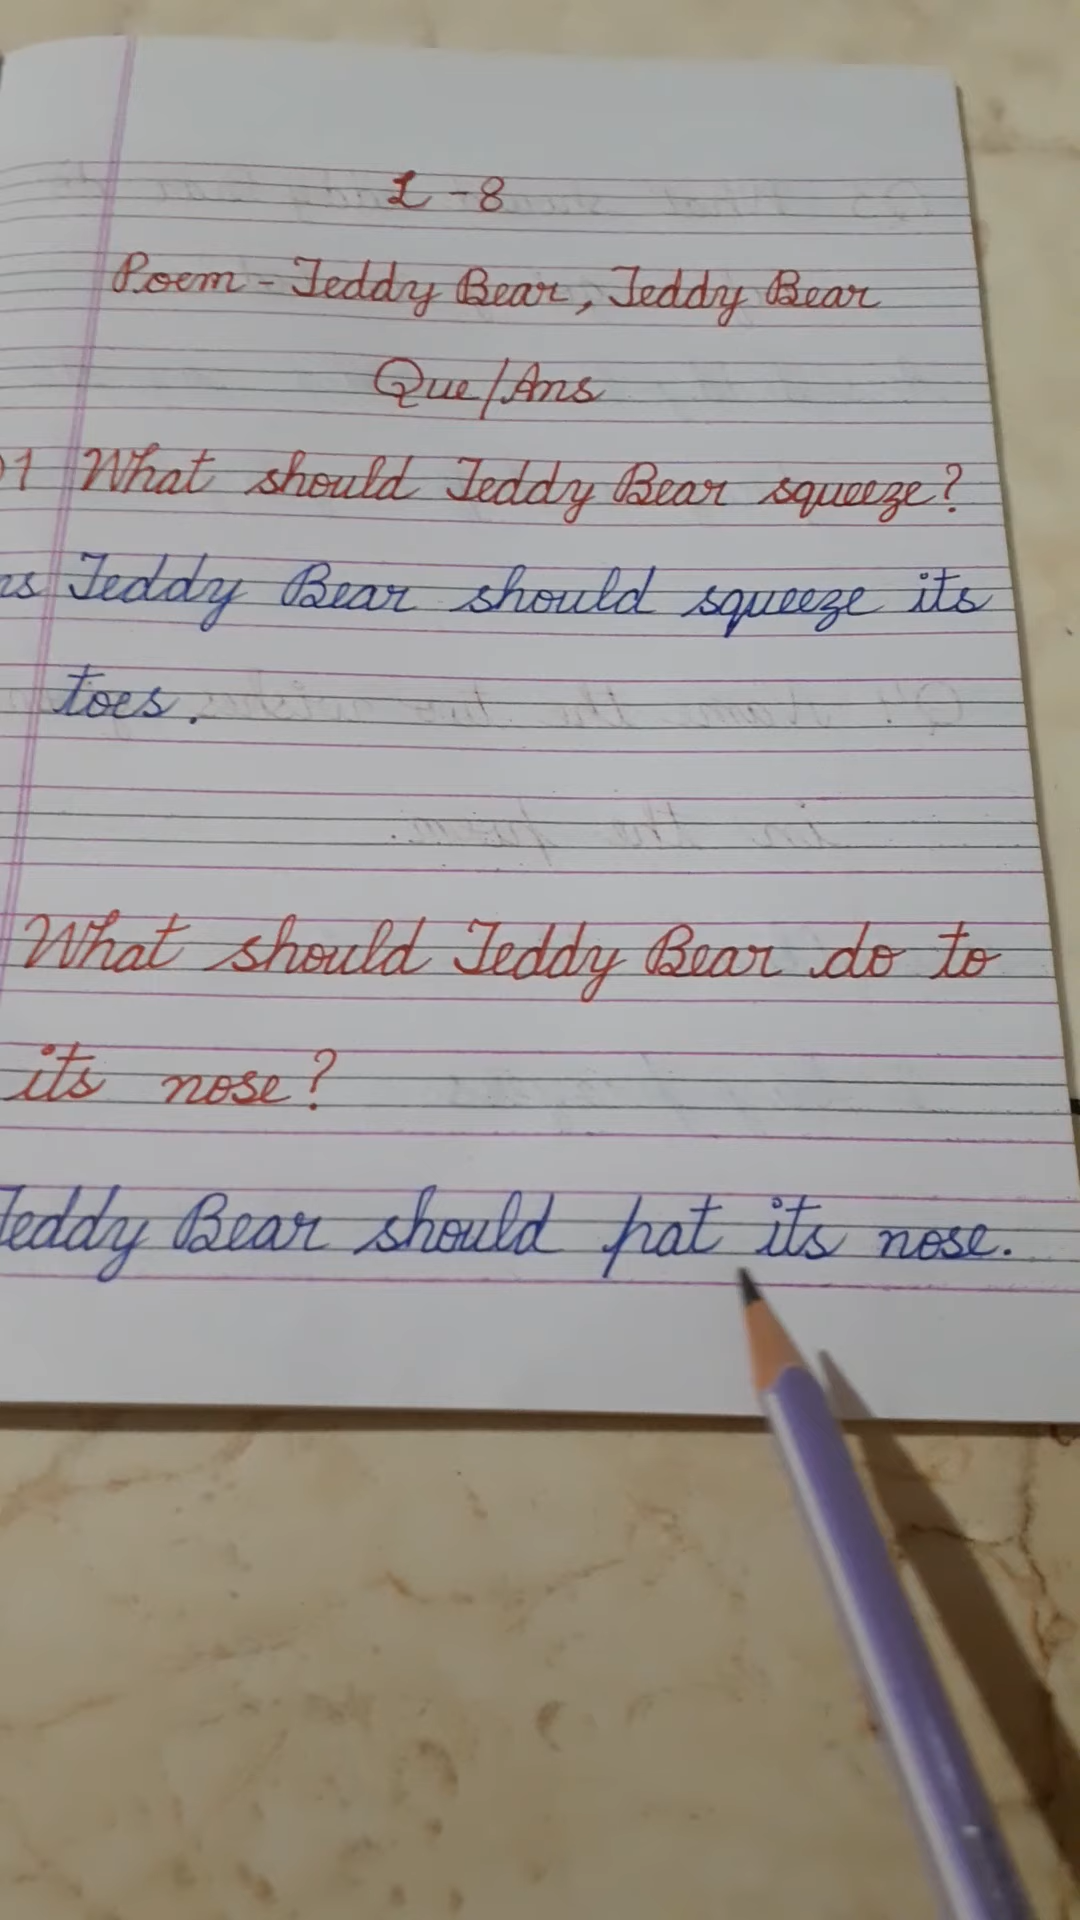 L-8
Poem - Teddy Bear, Teddy Bear
Que/Ans
1 What should Teddy Bear squeeze?
Teddy Bear should squeeze its
toes.
What should Teddy Bear do to
its nose?
Teddy Bear should pat its nose.